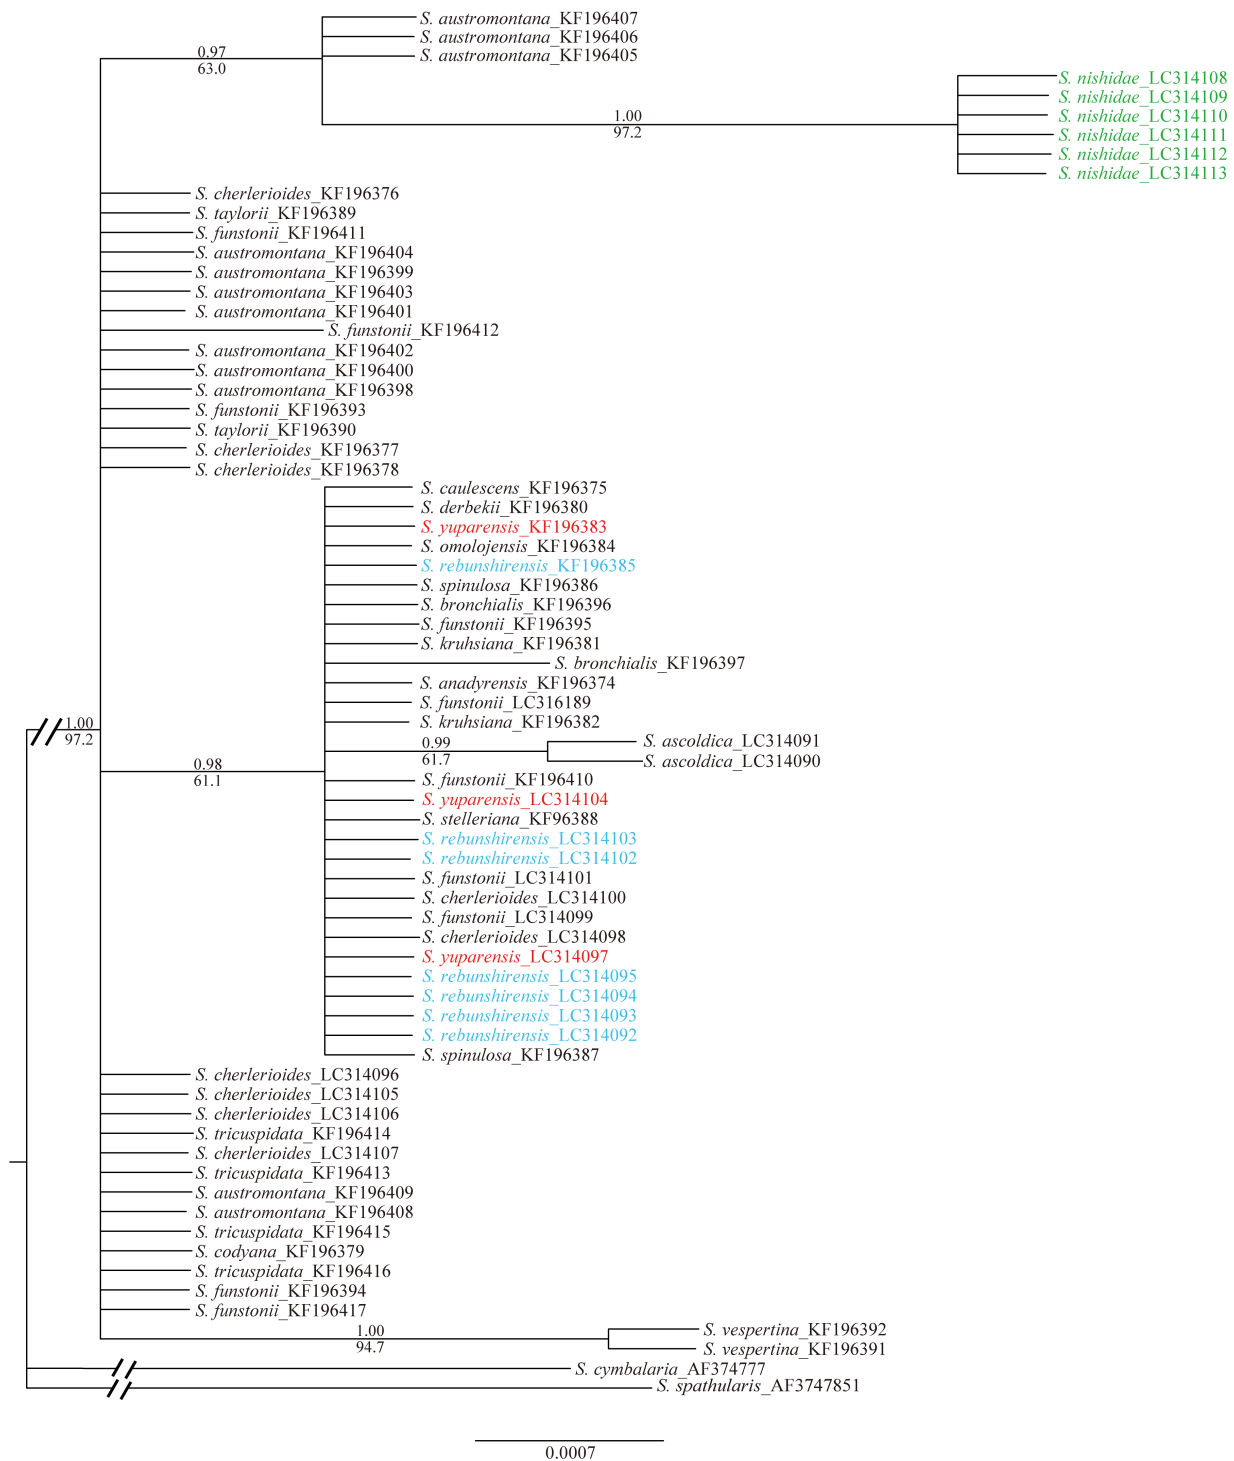 S. austromontana_KF196407
S. austromontana_KF196406
S. austromontana_KF196405
0.97
63.0
S. nishidae_LC314108
S. nishidae_LC314109
S. nishidae_LC314110
S. nishidae_LC314111
S. nishidae_LC314112
S. nishidae_LC314113
1.00
97.2
S. cherlerioides_KF196376
S. taylorii_KF196389
S. funstonii_KF196411
S. austromontana_KF196404
S. austromontana_KF196399
S. austromontana_KF196403
S. austromontana_KF196401
S. funstonii_KF196412
S. austromontana_KF196402
S. austromontana_KF196400
S. austromontana_KF196398
S. funstonii_KF196393
S. taylorii_KF196390
S. cherlerioides_KF196377
S. cherlerioides_KF196378
S. caulescens_KF196375
S. derbekii_KF196380
S. yuparensis_KF196383
S. omolojensis_KF196384
S. rebunshirensis_KF196385
S. spinulosa_KF196386
S. bronchialis_KF196396
S. funstonii_KF196395
S. kruhsiana_KF196381
S. bronchialis_KF196397
S. anadyrensis_KF196374
S. funstonii_LC316189
S. kruhsiana_KF196382
1.00
97.2
0.99
61.7
S. ascoldica_LC314091
S. ascoldica_LC314090
0.98
61.1
S. funstonii_KF196410
S. yuparensis_LC314104
S. stelleriana_KF96388
S. rebunshirensis_LC314103
S. rebunshirensis_LC314102
S. funstonii_LC314101
S. cherlerioides_LC314100
S. funstonii_LC314099
S. cherlerioides_LC314098
S. yuparensis_LC314097
S. rebunshirensis_LC314095
S. rebunshirensis_LC314094
S. rebunshirensis_LC314093
S. rebunshirensis_LC314092
S. spinulosa_KF196387
S. cherlerioides_LC314096
S. cherlerioides_LC314105
S. cherlerioides_LC314106
S. tricuspidata_KF196414
S. cherlerioides_LC314107
S. tricuspidata_KF196413
S. austromontana_KF196409
S. austromontana_KF196408
S. tricuspidata_KF196415
S. codyana_KF196379
S. tricuspidata_KF196416
S. funstonii_KF196394
S. funstonii_KF196417
1.00
94.7
S. vespertina_KF196392
S. vespertina_KF196391
S. cymbalaria_AF374777
S. spathularis_AF3747851
0.0007